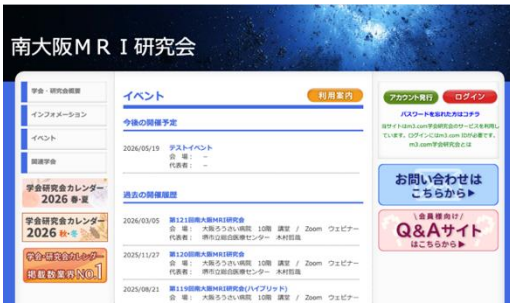 南大阪MRI研究会
学会・研究会概要
インフォメーション
イベント
関連学会
学会研究会カレンダー
2026 春・夏
学会研究会カレンダー
2026 秋・冬
学会・研究会カレンダー
掲載数業界No.1
イベント
利用案内
今後の開催予定
2026/05/19 テストイベント
会 場： －
代表者： －
過去の開催履歴
2026/03/05 第121回南大阪MRI研究会
会 場： 大阪ろうさい病院 10階 講堂 / Zoom ウェビナー
代表者： 堺市立総合医療センター 木村哲哉
2025/11/27 第120回南大阪MRI研究会
会 場： 大阪ろうさい病院 10階 講堂 / Zoom ウェビナー
代表者： 堺市立総合医療センター 木村哲哉
2025/08/21 第119回南大阪MRI研究会(ハイブリッド)
会 場： 大阪ろうさい病院 10階 講堂 / Zoom ウェビナー
アカウント発行
ログイン
パスワードを忘れた方はコチラ
当サイトはm3.com学会研究会のサービスを利用し
ています。ログインにはm3.com IDが必要です。
m3.com学会研究会とは
お問い合わせは
こちらから▶
\会員様向け/
Q&Aサイト
はこちらから▶